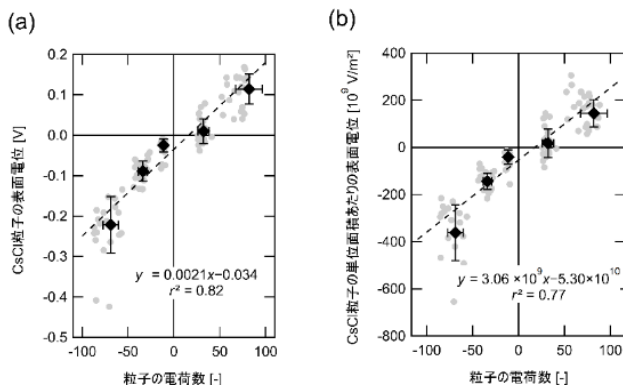 (a)
CsCl粒子の表面電位 [V]
0.2
0.1
0.0
-0.1
-0.2
-0.3
-0.4
-0.5
y = 0.0021x−0.034
r² = 0.82
-100 -50 0 50 100
粒子の電荷数 [-]
(b)
CsCl粒子の単位面積あたりの表面電位 [10⁹ V/m²]
400
200
0
-200
-400
-600
-800
y = 3.06 ×10⁹x−5.30×10¹⁰
r² = 0.77
-100 -50 0 50 100
粒子の電荷数 [-]